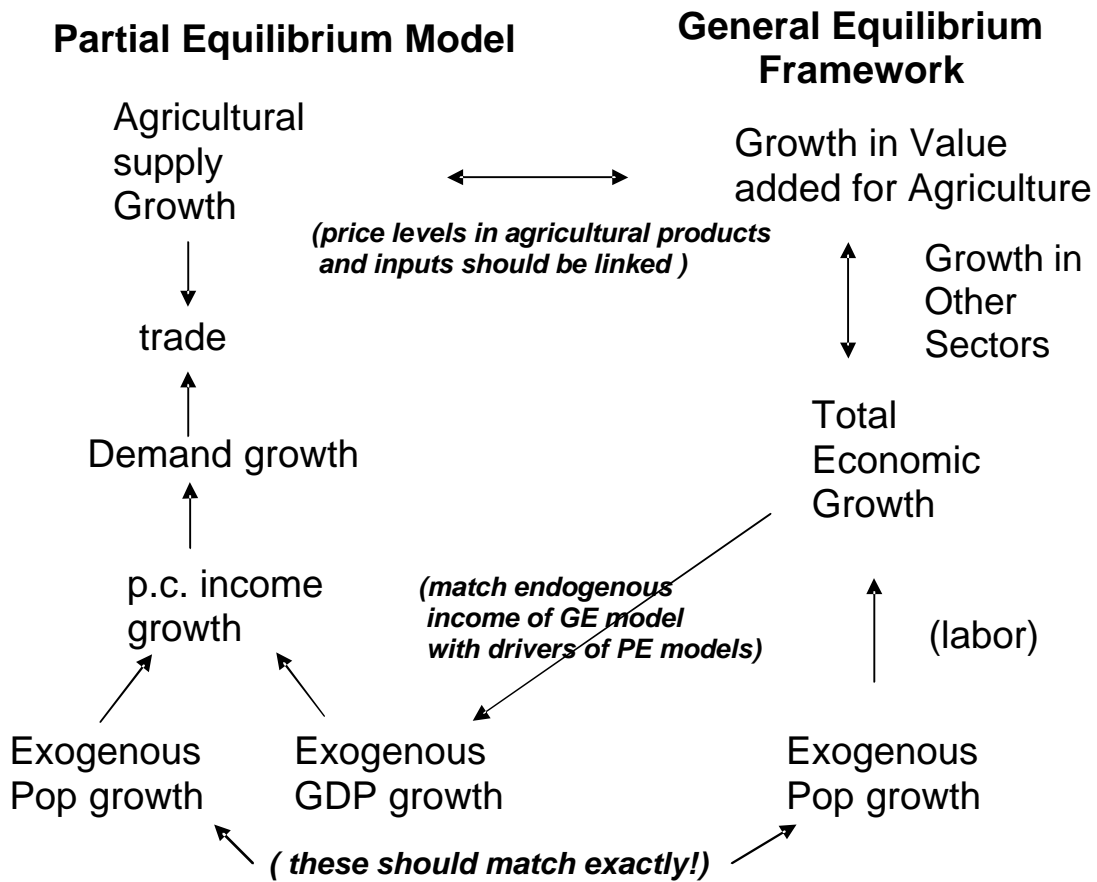 Partial Equilibrium Model
General Equilibrium
Framework
Agricultural
supply
Growth
Growth in Value
added for Agriculture
(price levels in agricultural products
and inputs should be linked )
Growth in
Other
Sectors
trade
Total
Economic
Growth
Demand growth
p.c. income
growth
(match endogenous
income of GE model
with drivers of PE models)
(labor)
Exogenous
Pop growth
Exogenous
GDP growth
Exogenous
Pop growth
( these should match exactly!)